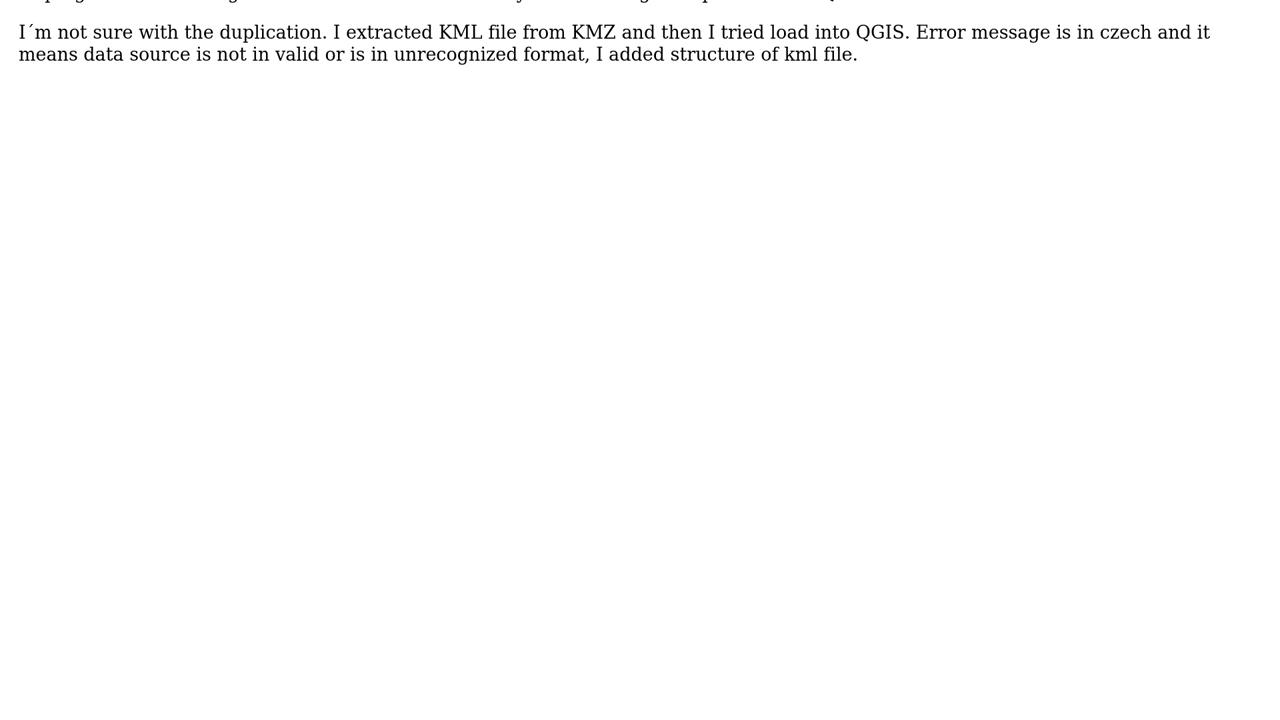 I´m not sure with the duplication. I extracted KML file from KMZ and then I tried load into QGIS. Error message is in czech and it
means data source is not in valid or is in unrecognized format, I added structure of kml file.